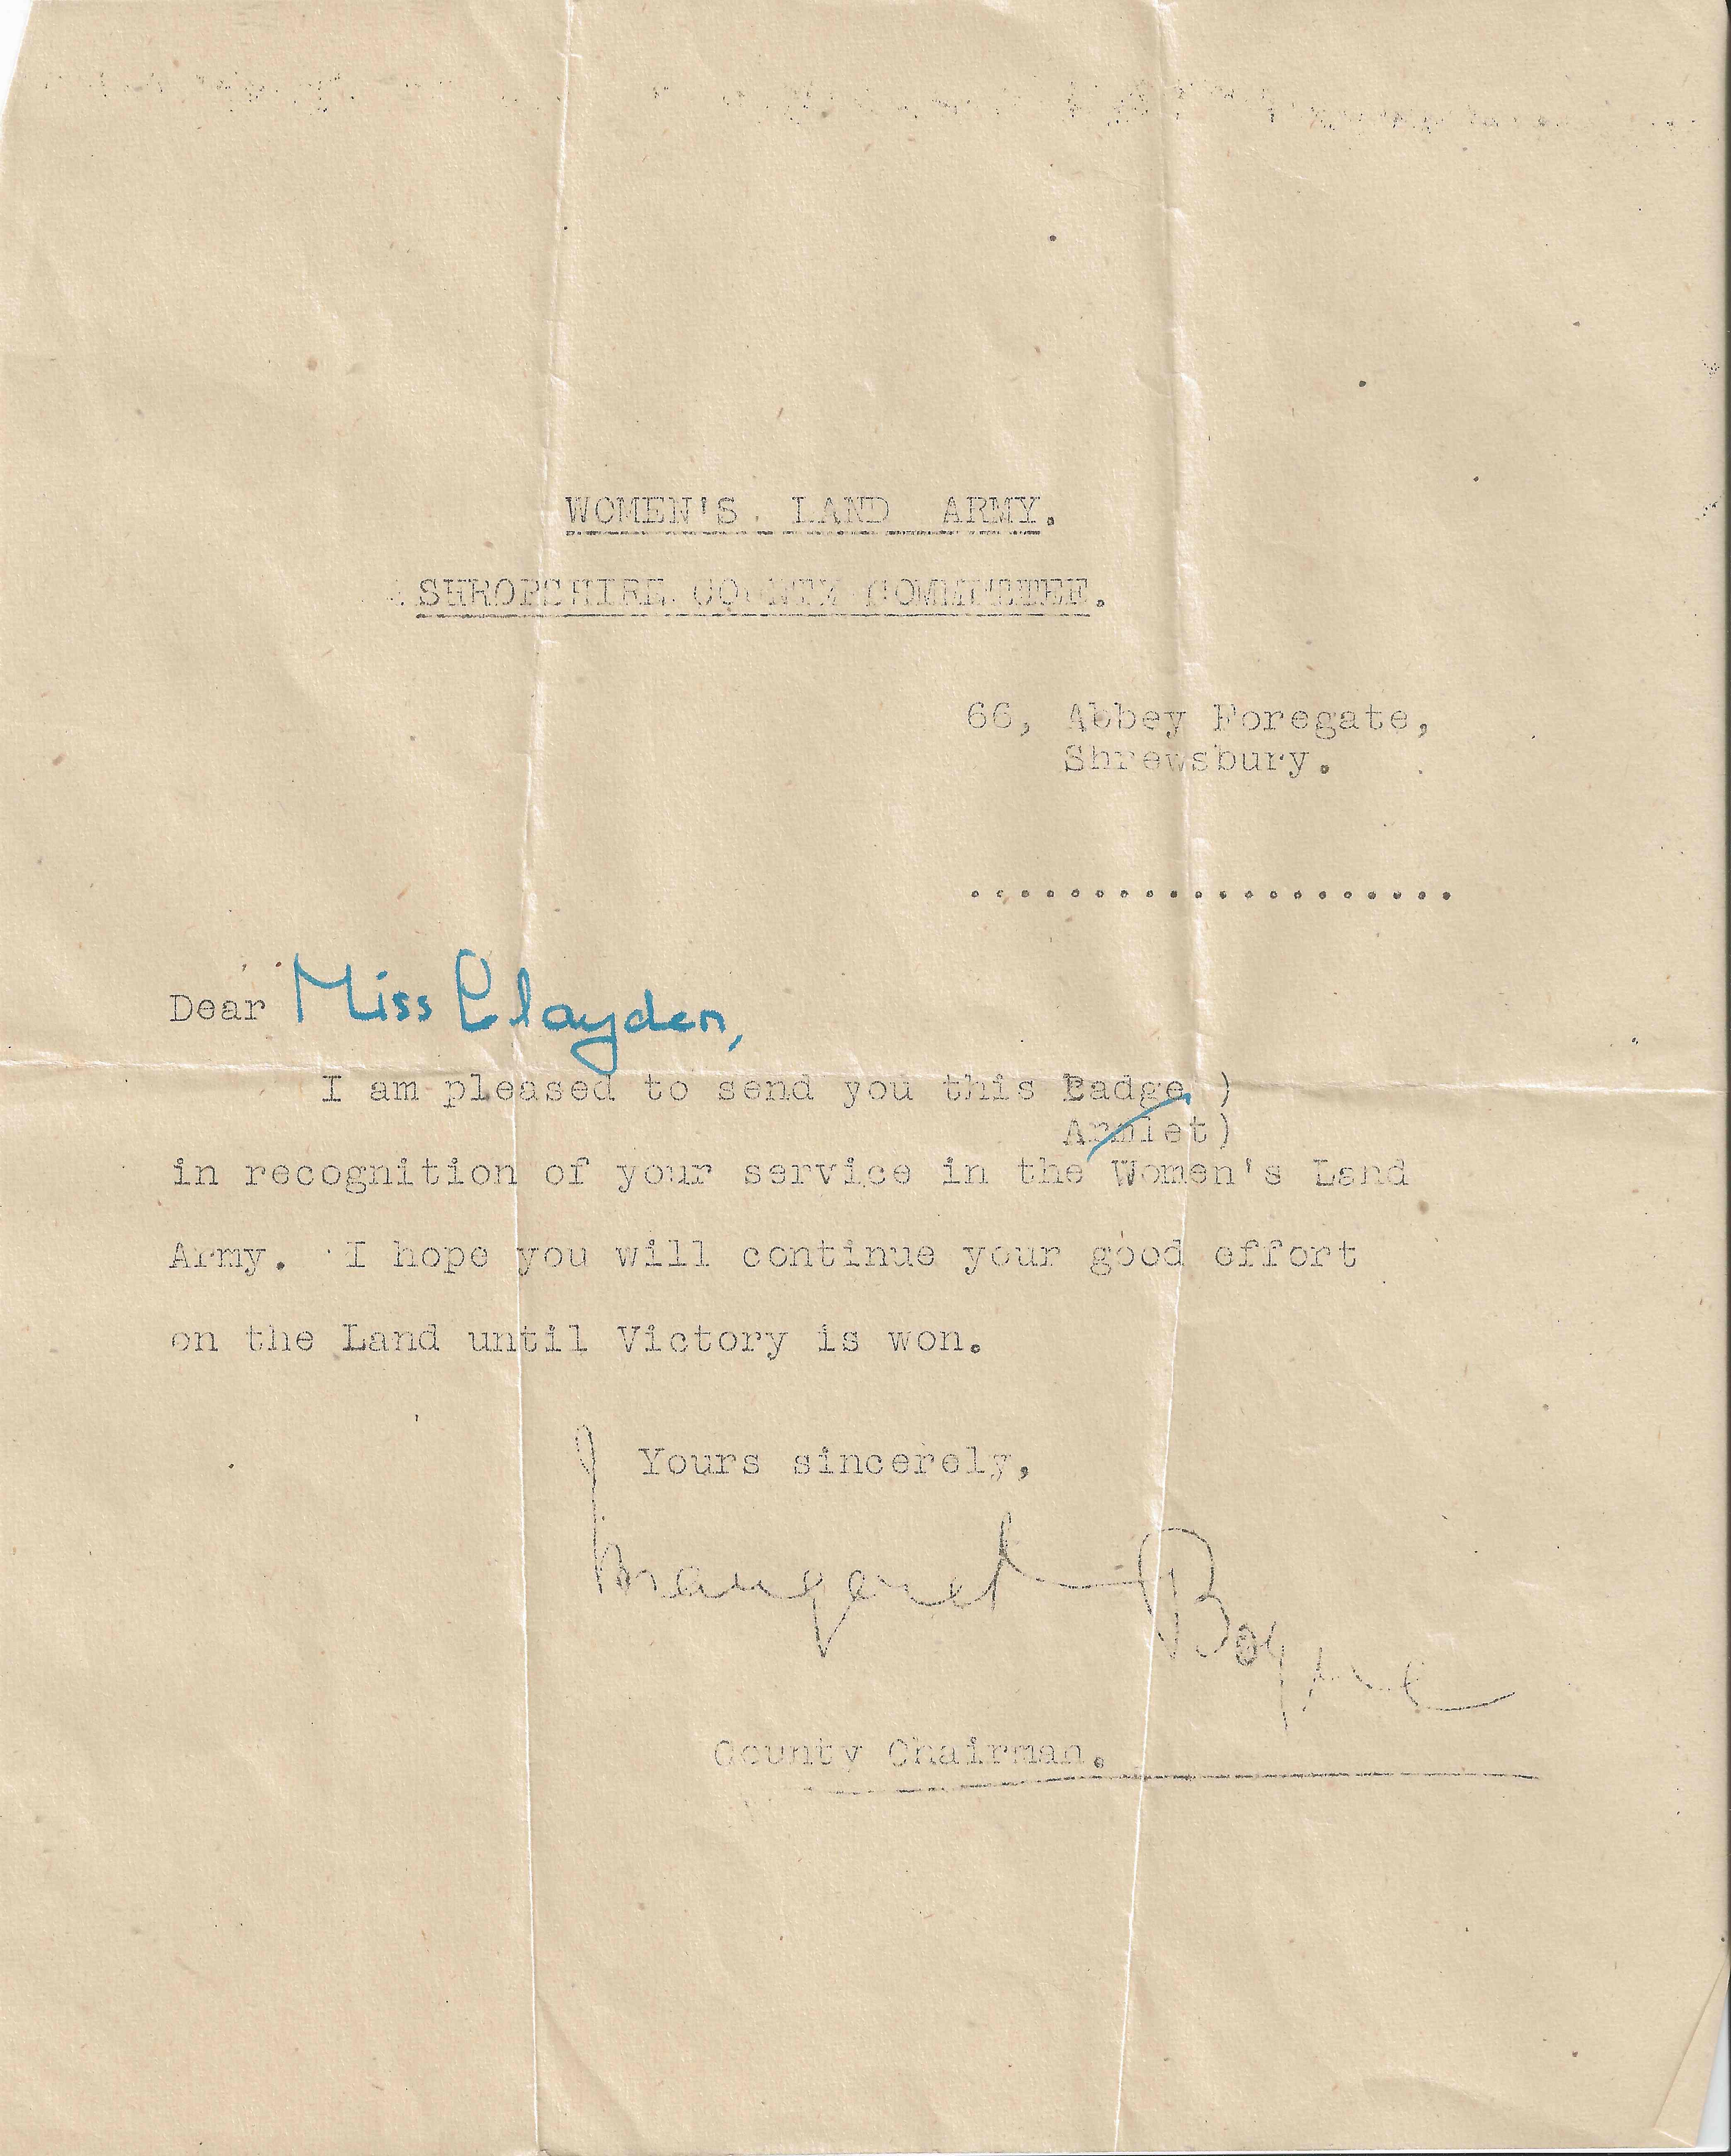 WOMEN'S LAND ARMY.
SHROPSHIRE COUNTY COMMITTEE.
66, Abbey Foregate,
Shrewsbury.
....................
Dear Miss Clayden,
I am pleased to send you this Badge )
Armlet)
in recognition of your service in the Women's Land
Army. I hope you will continue your good effort
on the Land until Victory is won.
Yours sincerely,
Margaret Boyne
County Chairman.